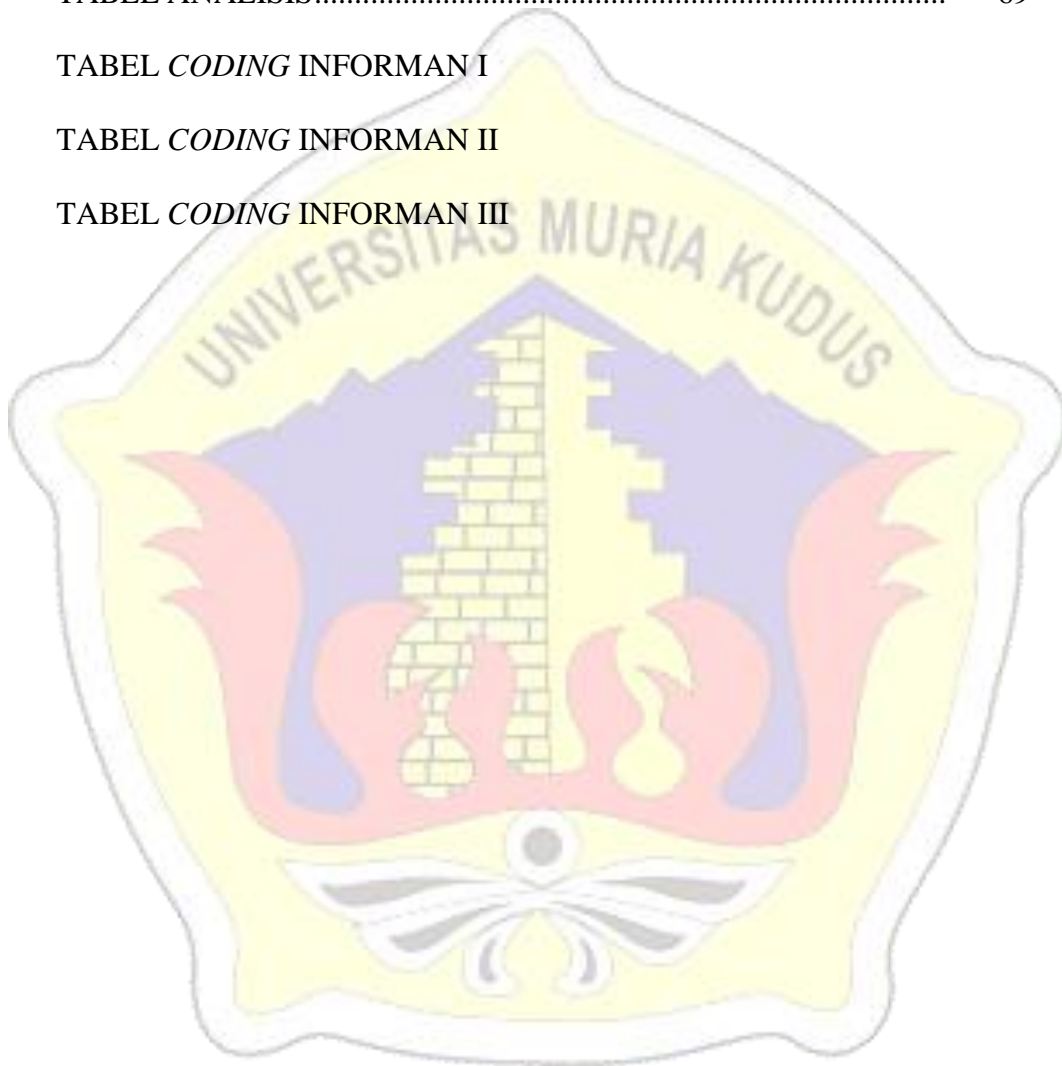 TABEL ANALISIS
TABEL CODING INFORMAN I
TABEL CODING INFORMAN II
TABEL CODING INFORMAN III
UNIVERSITAS MURIA KUDUS